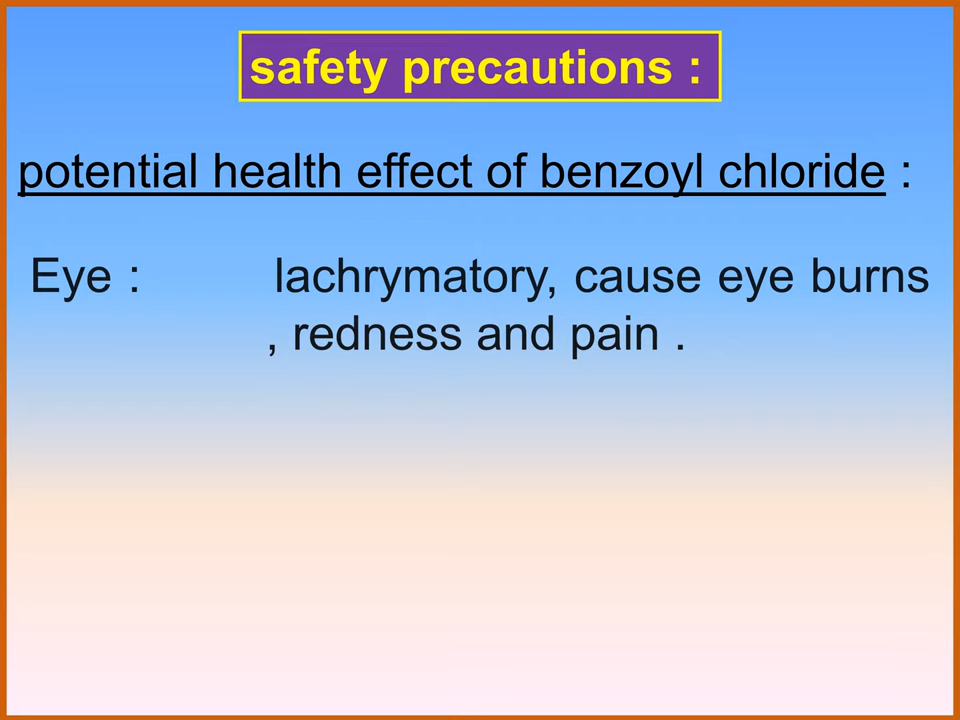 safety precautions :
potential health effect of benzoyl chloride :
Eye : lachrymatory, cause eye burns
, redness and pain .